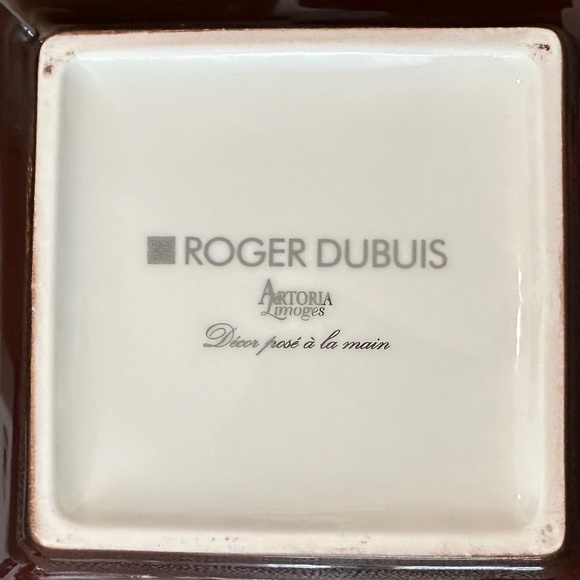 ROGER DUBUIS
ARTORIA
Limoges
Décor posé à la main